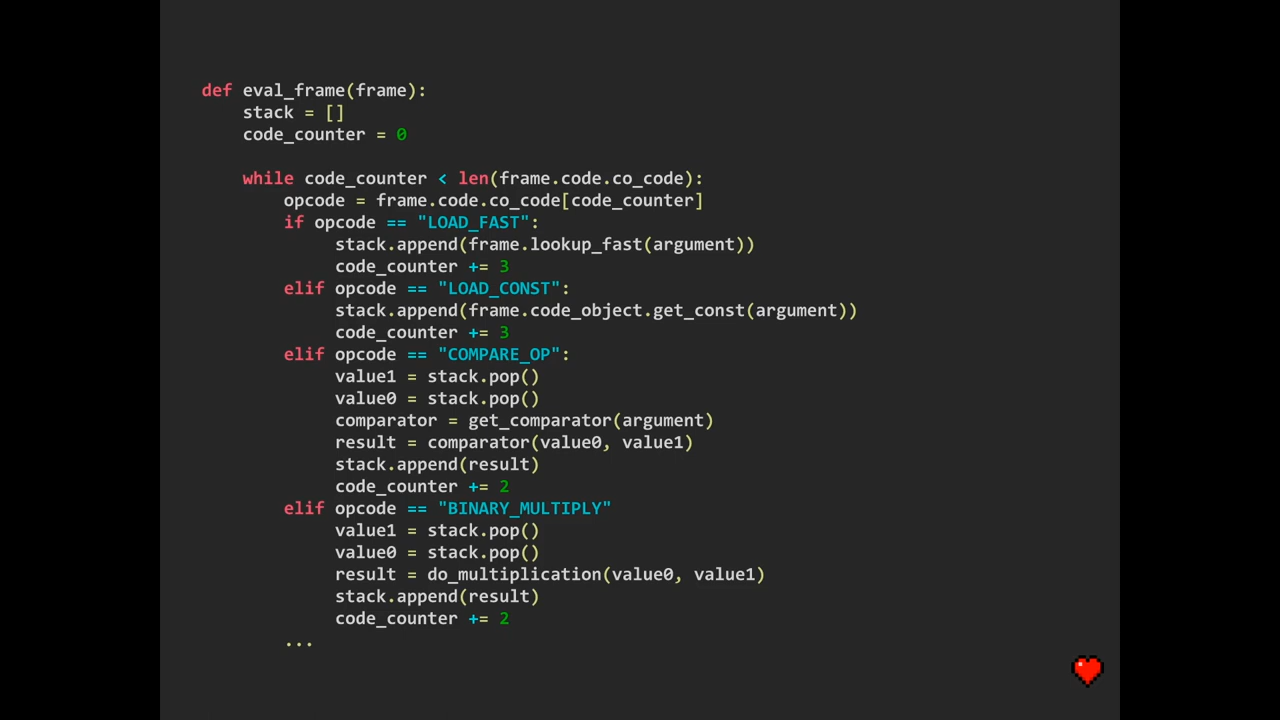 def eval_frame(frame):
    stack = []
    code_counter = 0

    while code_counter < len(frame.code.co_code):
        opcode = frame.code.co_code[code_counter]
        if opcode == "LOAD_FAST":
             stack.append(frame.lookup_fast(argument))
             code_counter += 3
        elif opcode == "LOAD_CONST":
             stack.append(frame.code_object.get_const(argument))
             code_counter += 3
        elif opcode == "COMPARE_OP":
             value1 = stack.pop()
             value0 = stack.pop()
             comparator = get_comparator(argument)
             result = comparator(value0, value1)
             stack.append(result)
             code_counter += 2
        elif opcode == "BINARY_MULTIPLY"
             value1 = stack.pop()
             value0 = stack.pop()
             result = do_multiplication(value0, value1)
             stack.append(result)
             code_counter += 2
        ...